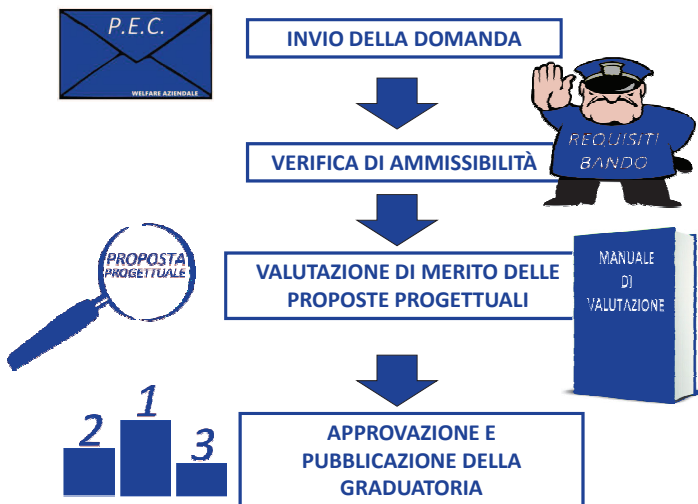 P.E.C.
WELFARE AZIENDALE
INVIO DELLA DOMANDA
REQUISITI
BANDO
VERIFICA DI AMMISSIBILITÀ
PROPOSTA
PROGETTUALE
VALUTAZIONE DI MERITO DELLE
PROPOSTE PROGETTUALI
MANUALE
DI
VALUTAZIONE
2
1
3
APPROVAZIONE E
PUBBLICAZIONE DELLA
GRADUATORIA